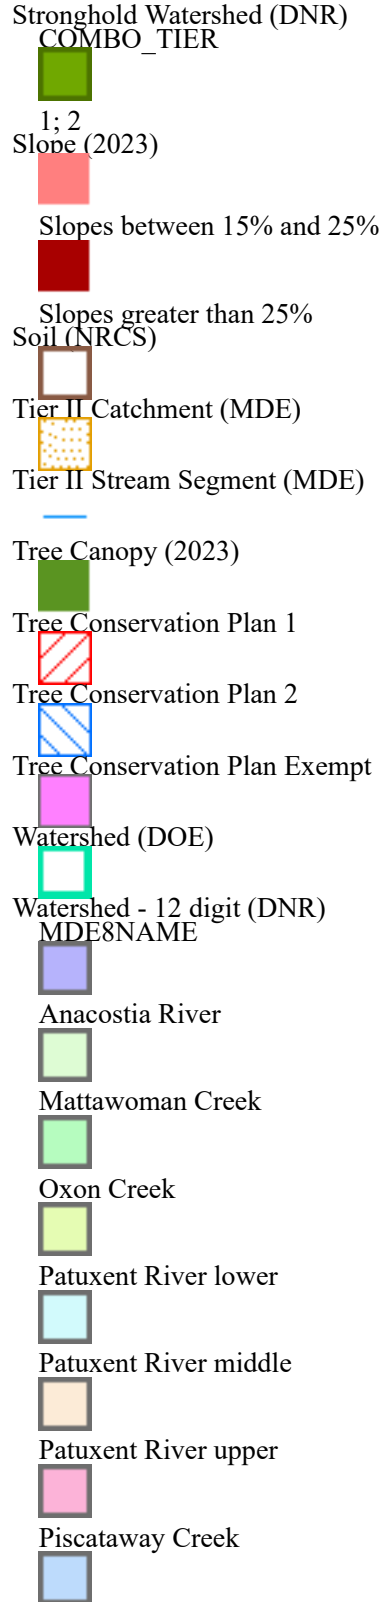 Stronghold Watershed (DNR)
COMBO_TIER
1; 2
Slope (2023)
Slopes between 15% and 25%
Slopes greater than 25%
Soil (NRCS)
Tier II Catchment (MDE)
Tier II Stream Segment (MDE)
Tree Canopy (2023)
Tree Conservation Plan 1
Tree Conservation Plan 2
Tree Conservation Plan Exempt
Watershed (DOE)
Watershed - 12 digit (DNR)
MDE8NAME
Anacostia River
Mattawoman Creek
Oxon Creek
Patuxent River lower
Patuxent River middle
Patuxent River upper
Piscataway Creek